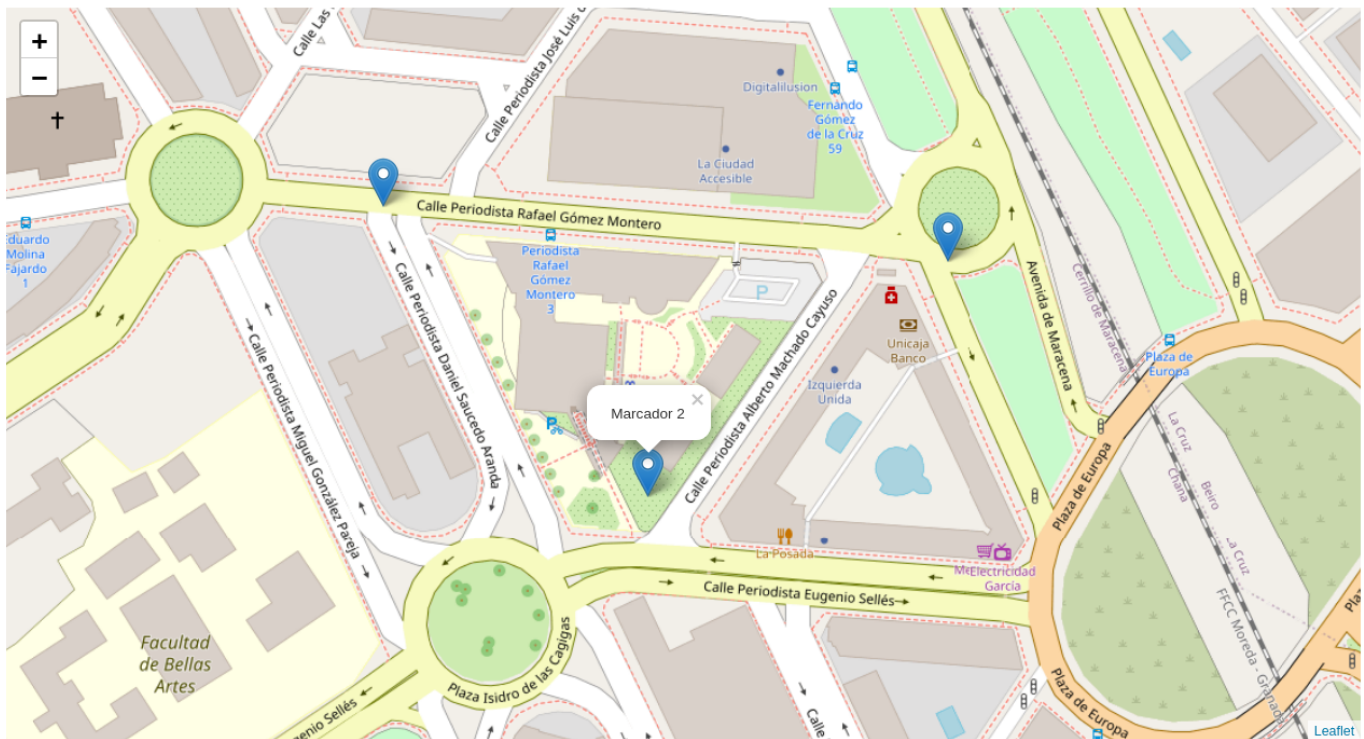 +
−
Calle Las
Calle Periodista José Luis
Digitalilusion
Fernando
Gómez
de la Cruz
59
La Ciudad
Accesible
Calle Periodista Rafael Gómez Montero
Eduardo
Molina
Fajardo
1
Periodista
Rafael
Gómez
Montero
3
P
Unicaja
Banco
Izquierda
Unida
Avenida de Maracena
Cerrillo de Maracena
Plaza de
Europa
Calle Periodista Daniel Saucedo Aranda
Calle Periodista Miguel González Pareja
Calle Periodista Alberto Machado Cayuso
P
Marcador 2
×
La Cruz
Chana
Beiro
La Cruz
Plaza de Europa
La Posada
Electricidad
García
Calle Periodista Eugenio Sellés
FFCC Moreda - Granada
Facultad
de Bellas
Artes
Plaza Isidro de las Cagigas
Eugenio Sellés
Calle
Plaza de Europa
Leaflet